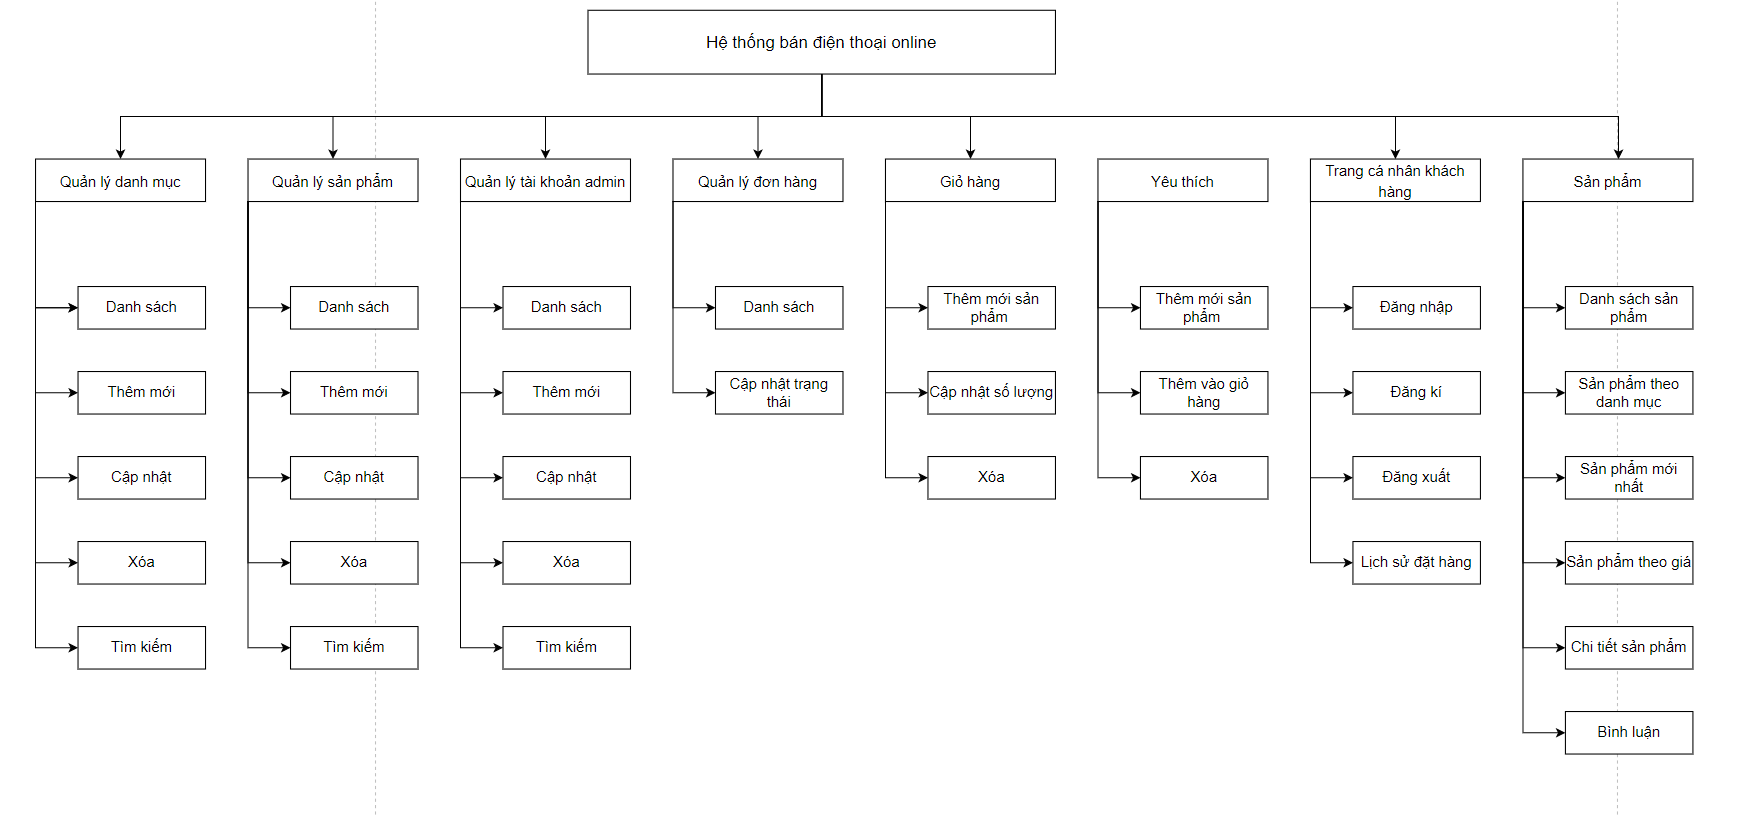 Hệ thống bán điện thoại online
Quản lý danh mục
Quản lý sản phẩm
Quản lý tài khoản admin
Quản lý đơn hàng
Giỏ hàng
Yêu thích
Trang cá nhân khách
hàng
Sản phẩm
Danh sách
Danh sách
Danh sách
Danh sách
Thêm mới sản
phẩm
Thêm mới sản
phẩm
Đăng nhập
Danh sách sản
phẩm
Thêm mới
Thêm mới
Thêm mới
Cập nhật trạng
thái
Cập nhật số lượng
Thêm vào giỏ
hàng
Đăng kí
Sản phẩm theo
danh mục
Cập nhật
Cập nhật
Cập nhật
Xóa
Xóa
Đăng xuất
Sản phẩm mới
nhất
Xóa
Xóa
Xóa
Lịch sử đặt hàng
Sản phẩm theo giá
Tìm kiếm
Tìm kiếm
Tìm kiếm
Chi tiết sản phẩm
Bình luận